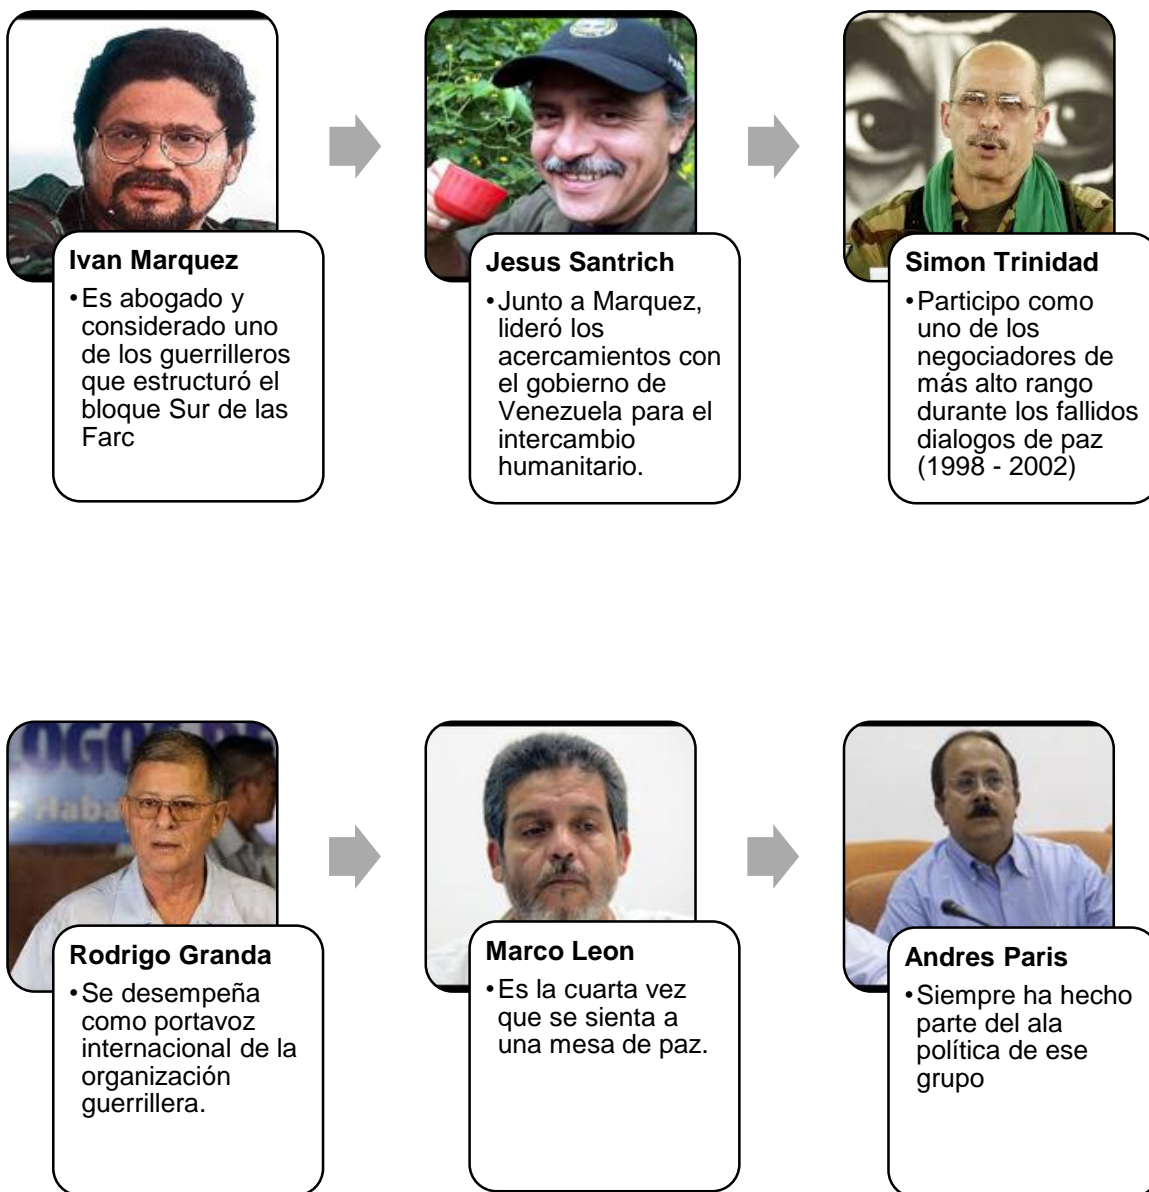 Ivan Marquez
•Es abogado y
considerado uno
de los guerrilleros
que estructuró el
bloque Sur de las
Farc
Jesus Santrich
•Junto a Marquez,
lideró los
acercamientos con
el gobierno de
Venezuela para el
intercambio
humanitario.
Simon Trinidad
•Participo como
uno de los
negociadores de
más alto rango
durante los fallidos
dialogos de paz
(1998 - 2002)
LOGOS DE
Haba
Rodrigo Granda
•Se desempeña
como portavoz
internacional de la
organización
guerrillera.
Marco Leon
•Es la cuarta vez
que se sienta a
una mesa de paz.
Andres Paris
•Siempre ha hecho
parte del ala
política de ese
grupo